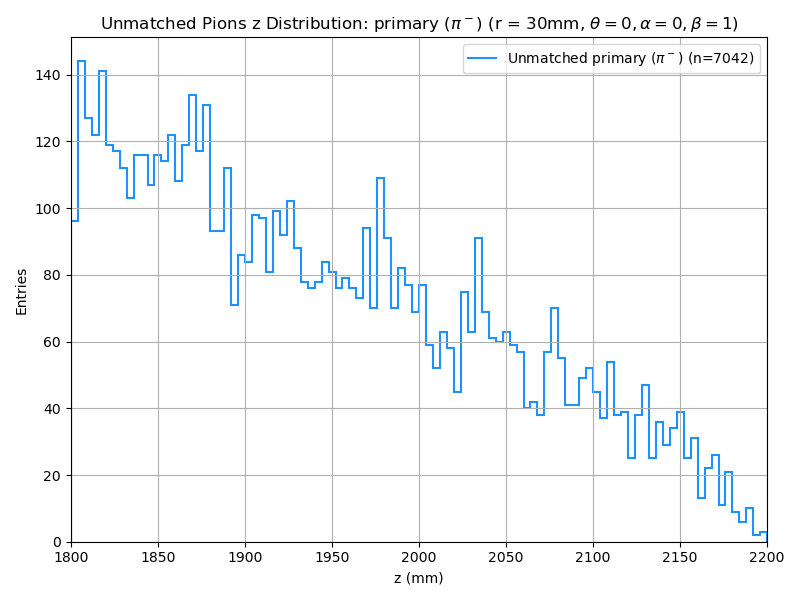 Unmatched Pions z Distribution: primary (π⁻) (r = 30mm, θ = 0, α = 0, β = 1)
Unmatched primary (π⁻) (n=7042)
Entries
140
120
100
80
60
40
20
0
1800 1850 1900 1950 2000 2050 2100 2150 2200
z (mm)